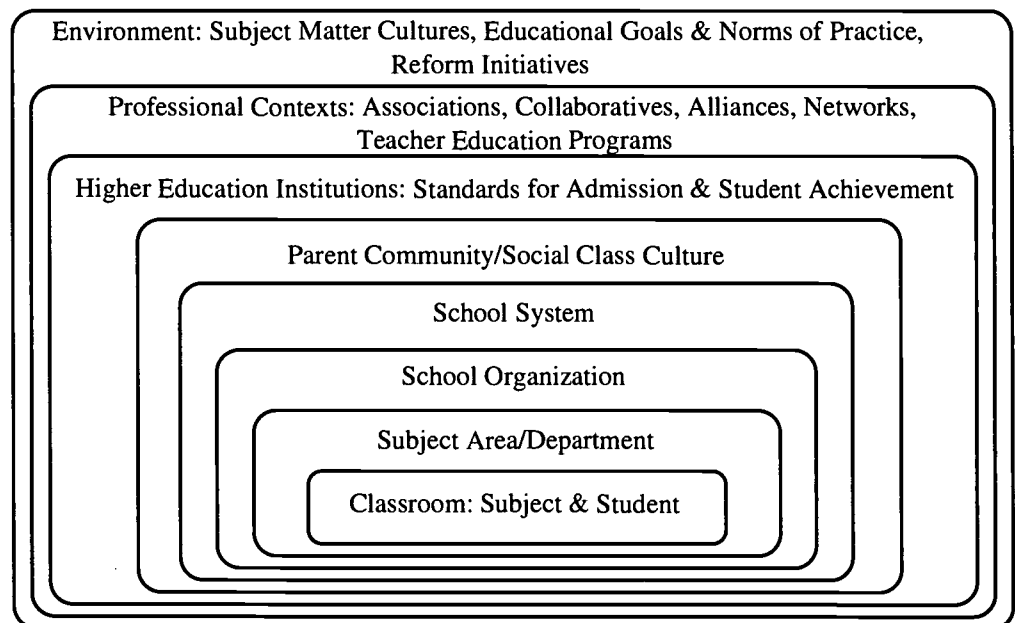 Environment: Subject Matter Cultures, Educational Goals & Norms of Practice,
Reform Initiatives
Professional Contexts: Associations, Collaboratives, Alliances, Networks,
Teacher Education Programs
Higher Education Institutions: Standards for Admission & Student Achievement
Parent Community/Social Class Culture
School System
School Organization
Subject Area/Department
Classroom: Subject & Student